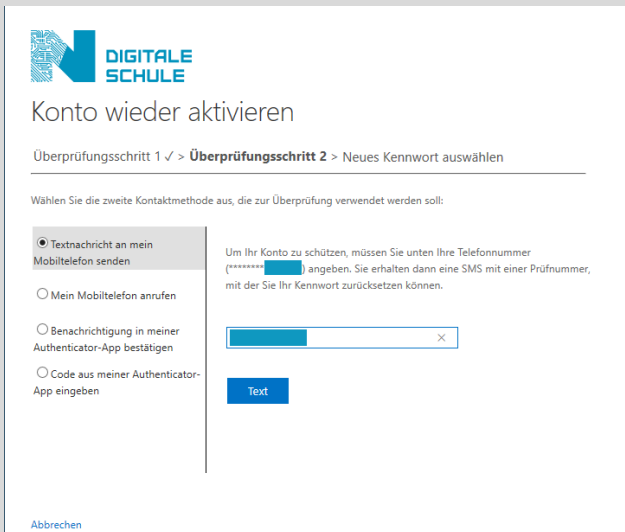 DIGITALE
SCHULE
Konto wieder aktivieren
Überprüfungsschritt 1 ✓ > Überprüfungsschritt 2 > Neues Kennwort auswählen
Wählen Sie die zweite Kontaktmethode aus, die zur Überprüfung verwendet werden soll:
Textnachricht an mein
Mobiltelefon senden
Mein Mobiltelefon anrufen
Benachrichtigung in meiner
Authenticator-App bestätigen
Code aus meiner Authenticator-
App eingeben
Um Ihr Konto zu schützen, müssen Sie unten Ihre Telefonnummer
(******** ) angeben. Sie erhalten dann eine SMS mit einer Prüfnummer,
mit der Sie Ihr Kennwort zurücksetzen können.
Text
Abbrechen